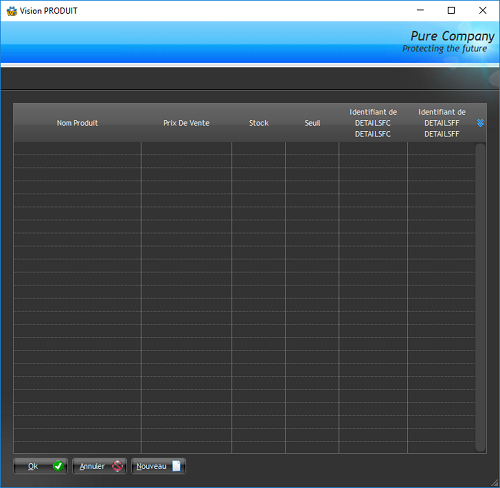 Vision PRODUIT
Pure Company
Protecting the future
Nom Produit
Prix De Vente
Stock
Seuil
Identifiant de
DETAILSFC
DETAILSFC
Identifiant de
DETAILSFF
DETAILSFF
Ok
Annuler
Nouveau